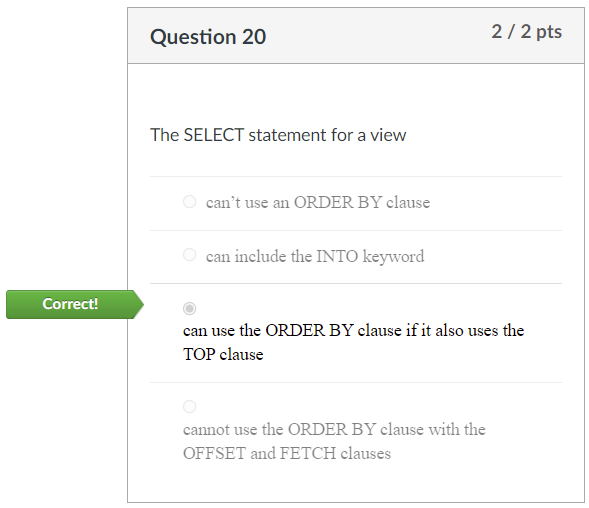 Question 20
2 / 2 pts
The SELECT statement for a view
can’t use an ORDER BY clause
can include the INTO keyword
Correct!
can use the ORDER BY clause if it also uses the
TOP clause
cannot use the ORDER BY clause with the
OFFSET and FETCH clauses